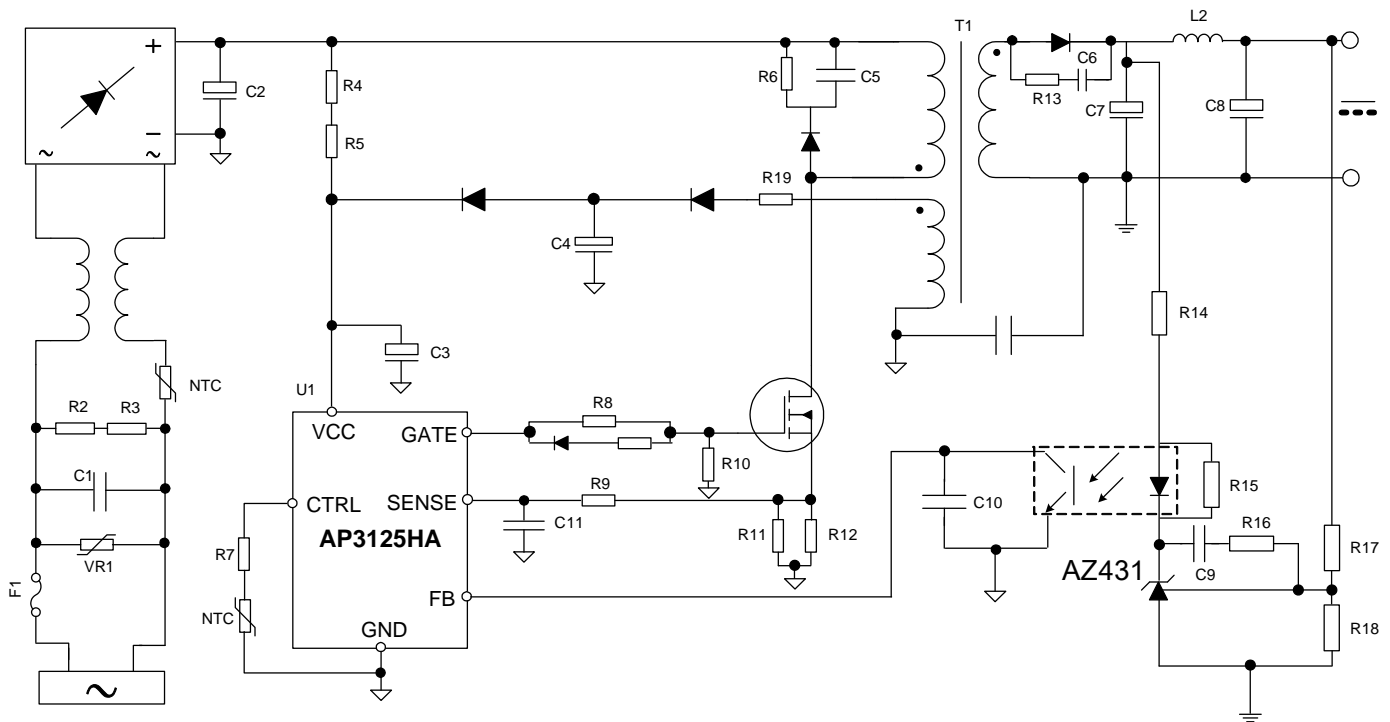 T1
L2
C6
R6
C5
C2
R4
R13
C7
C8
R5
R19
C4
R14
C3
NTC
U1
R2
R3
R8
VCC
GATE
R10
C1
R15
CTRL
SENSE
R9
C10
C11
R11
R12
R16
AP3125HA
R7
R17
VR1
AZ431
C9
F1
FB
NTC
GND
R18